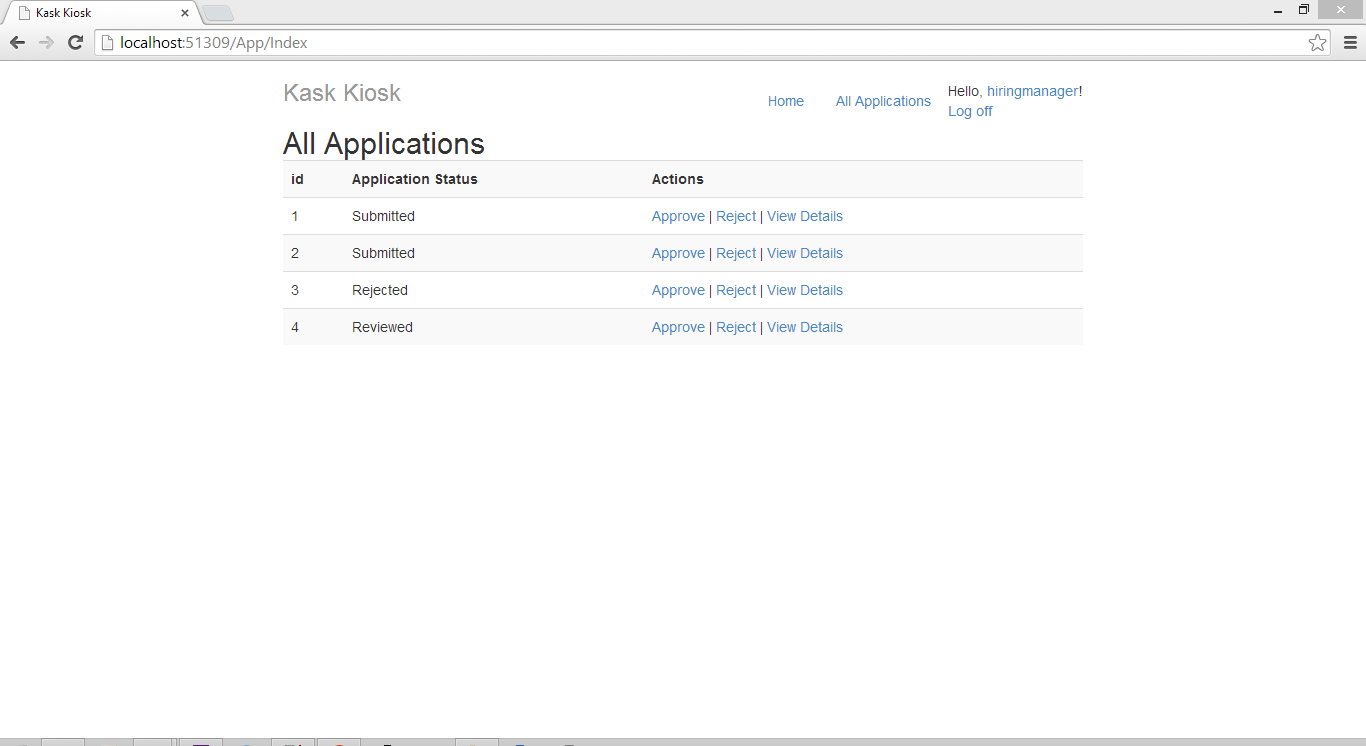 Kask Kiosk
localhost:51309/App/Index
Kask Kiosk
Home All Applications
Hello, hiringmanager!
Log off
All Applications
id Application Status Actions
1 Submitted Approve | Reject | View Details
2 Submitted Approve | Reject | View Details
3 Rejected Approve | Reject | View Details
4 Reviewed Approve | Reject | View Details